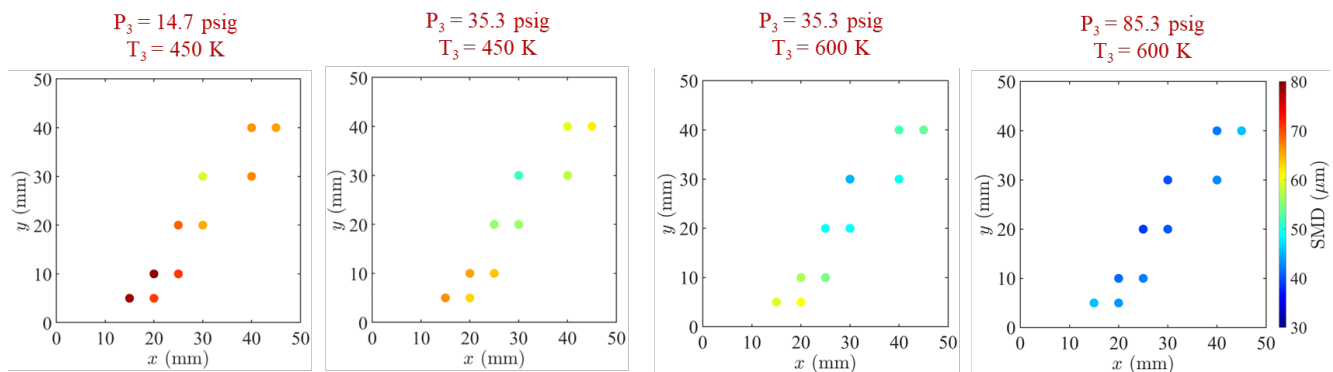 P₃ = 14.7 psig
T₃ = 450 K
50
40
30
20
10
0
y (mm)
0 10 20 30 40 50
x (mm)
P₃ = 35.3 psig
T₃ = 450 K
50
40
30
20
10
0
y (mm)
0 10 20 30 40 50
x (mm)
P₃ = 35.3 psig
T₃ = 600 K
50
40
30
20
10
0
y (mm)
0 10 20 30 40 50
x (mm)
P₃ = 85.3 psig
T₃ = 600 K
50
40
30
20
10
0
y (mm)
0 10 20 30 40 50
x (mm)
80
70
60
50
40
30
SMD (μm)